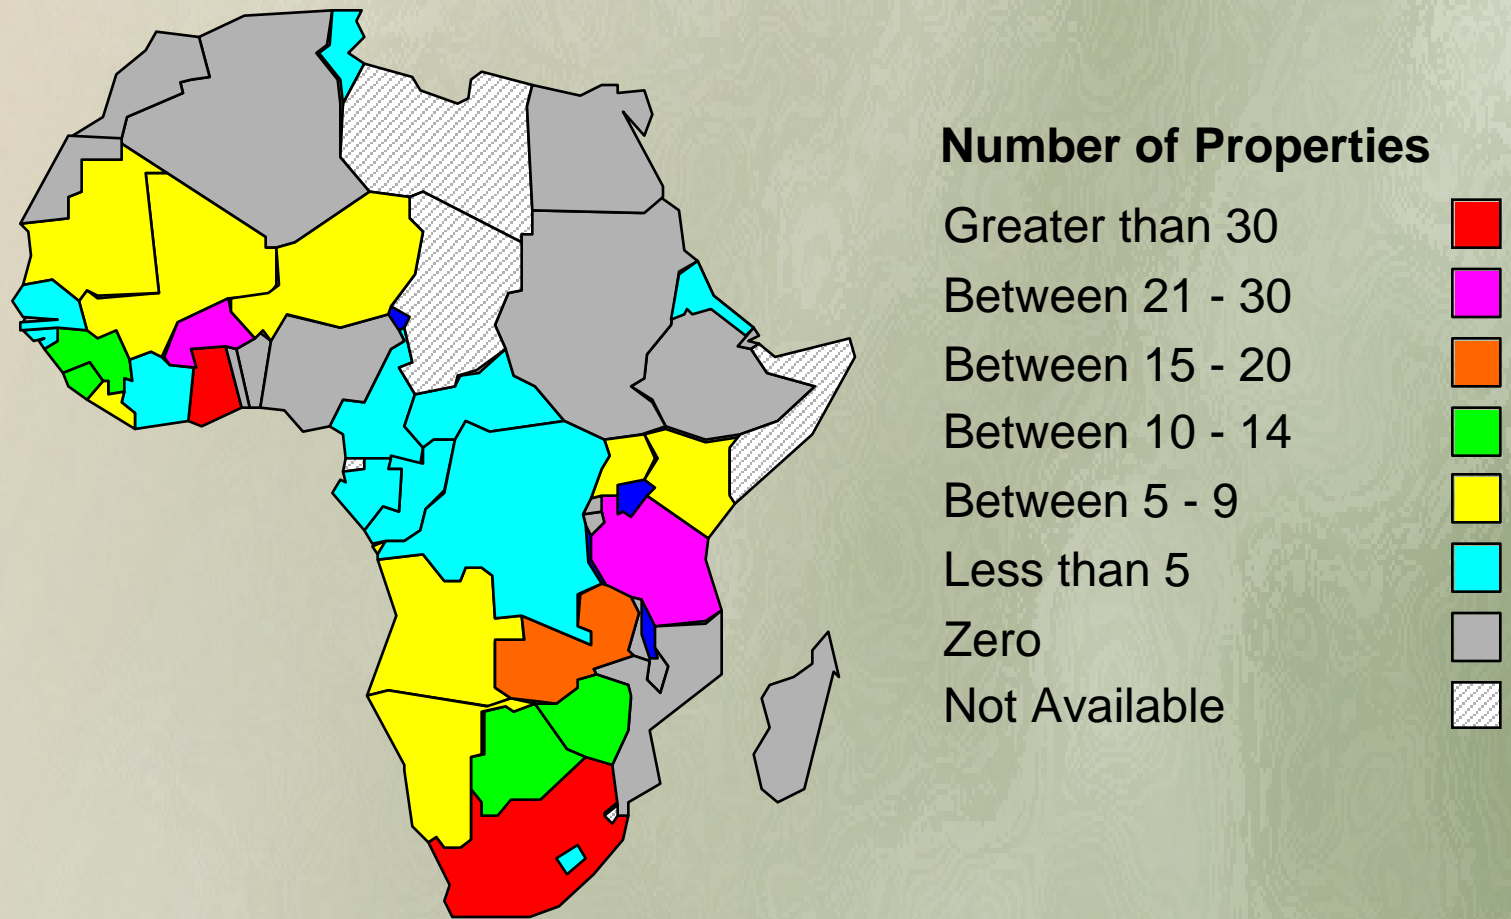 Number of Properties
Greater than 30
Between 21 - 30
Between 15 - 20
Between 10 - 14
Between 5 - 9
Less than 5
Zero
Not Available